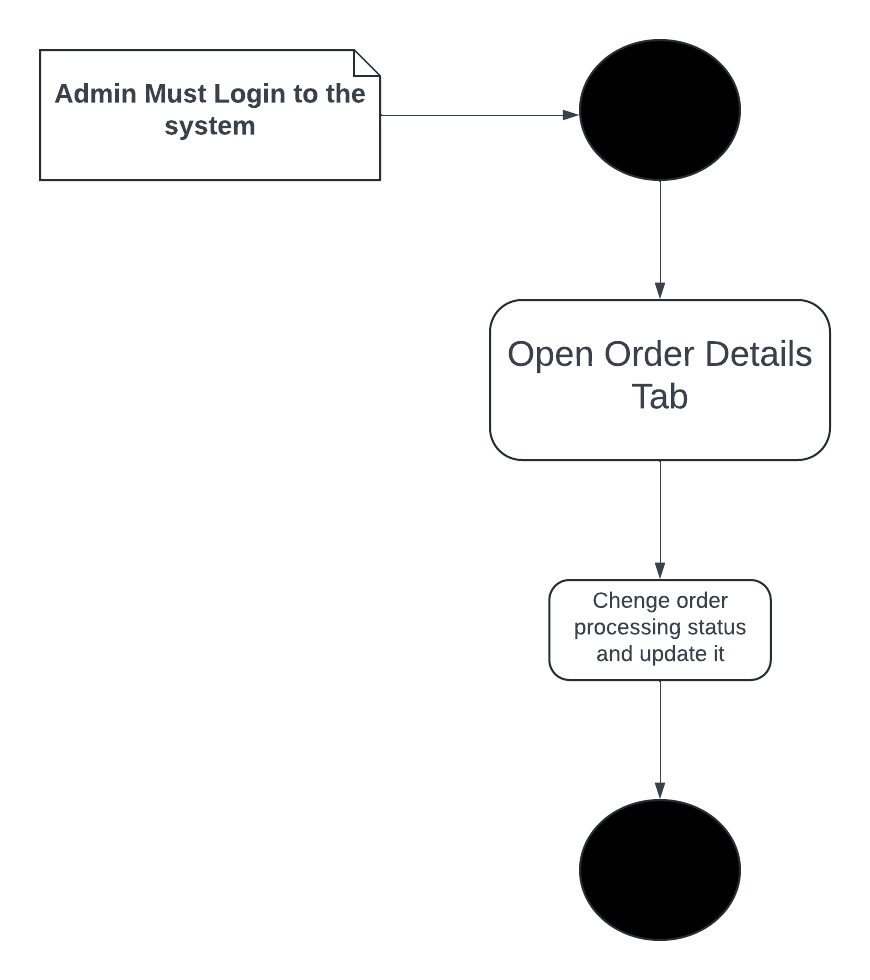 Admin Must Login to the
system
Open Order Details
Tab
Chenge order
processing status
and update it